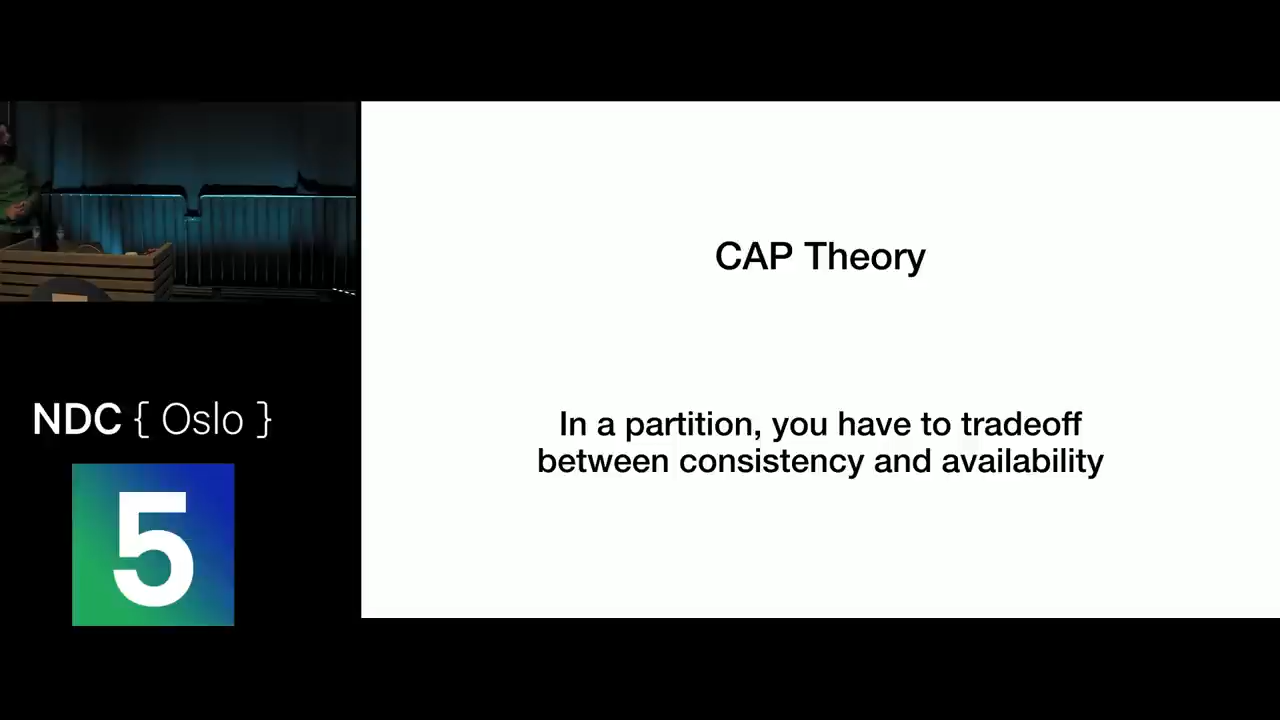 CAP Theory
In a partition, you have to tradeoff
between consistency and availability
NDC { Oslo }
5